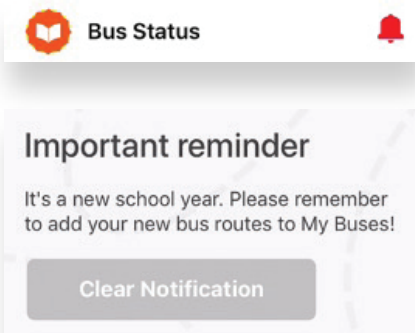 Bus Status
Important reminder
It's a new school year. Please remember
to add your new bus routes to My Buses!
Clear Notification